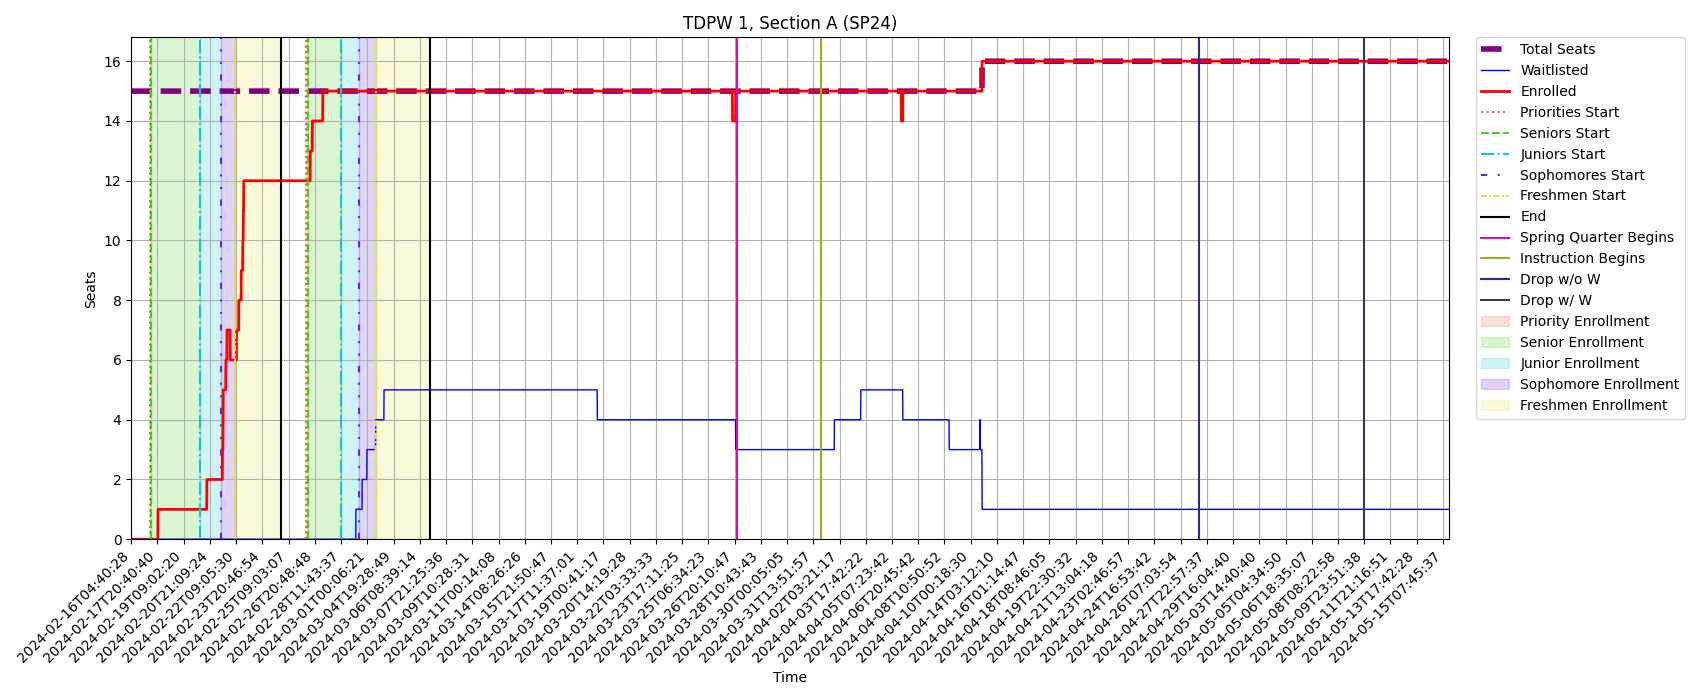 TDPW 1, Section A (SP24)
Seats
16
14
12
10
8
6
4
2
0
2024-02-16T04:40:28
2024-02-17T20:40:40
2024-02-19T09:02:20
2024-02-20T21:09:24
2024-02-22T09:05:30
2024-02-23T20:46:54
2024-02-25T09:03:07
2024-02-26T20:48:48
2024-02-28T11:43:37
2024-03-01T00:06:21
2024-03-04T19:28:49
2024-03-06T08:39:14
2024-03-07T21:25:36
2024-03-09T10:28:31
2024-03-11T00:14:08
2024-03-14T08:26:26
2024-03-15T21:50:47
2024-03-17T11:37:01
2024-03-19T00:41:17
2024-03-20T14:19:28
2024-03-22T03:33:33
2024-03-23T17:11:25
2024-03-25T06:34:23
2024-03-26T20:10:47
2024-03-28T10:43:43
2024-03-30T00:05:05
2024-03-31T13:51:57
2024-04-02T03:21:17
2024-04-03T17:42:22
2024-04-05T07:23:42
2024-04-06T20:45:42
2024-04-08T10:50:52
2024-04-10T00:18:30
2024-04-14T03:12:10
2024-04-16T01:14:47
2024-04-18T08:46:05
2024-04-19T22:30:32
2024-04-21T13:04:18
2024-04-23T02:46:57
2024-04-24T16:53:42
2024-04-26T07:03:54
2024-04-27T22:57:37
2024-04-29T16:04:40
2024-05-03T14:40:40
2024-05-05T04:34:50
2024-05-06T18:35:07
2024-05-08T08:22:58
2024-05-09T23:51:38
2024-05-11T21:16:51
2024-05-13T17:42:28
2024-05-15T07:45:37
Time
Total Seats
Waitlisted
Enrolled
Priorities Start
Seniors Start
Juniors Start
Sophomores Start
Freshmen Start
End
Spring Quarter Begins
Instruction Begins
Drop w/o W
Drop w/ W
Priority Enrollment
Senior Enrollment
Junior Enrollment
Sophomore Enrollment
Freshmen Enrollment